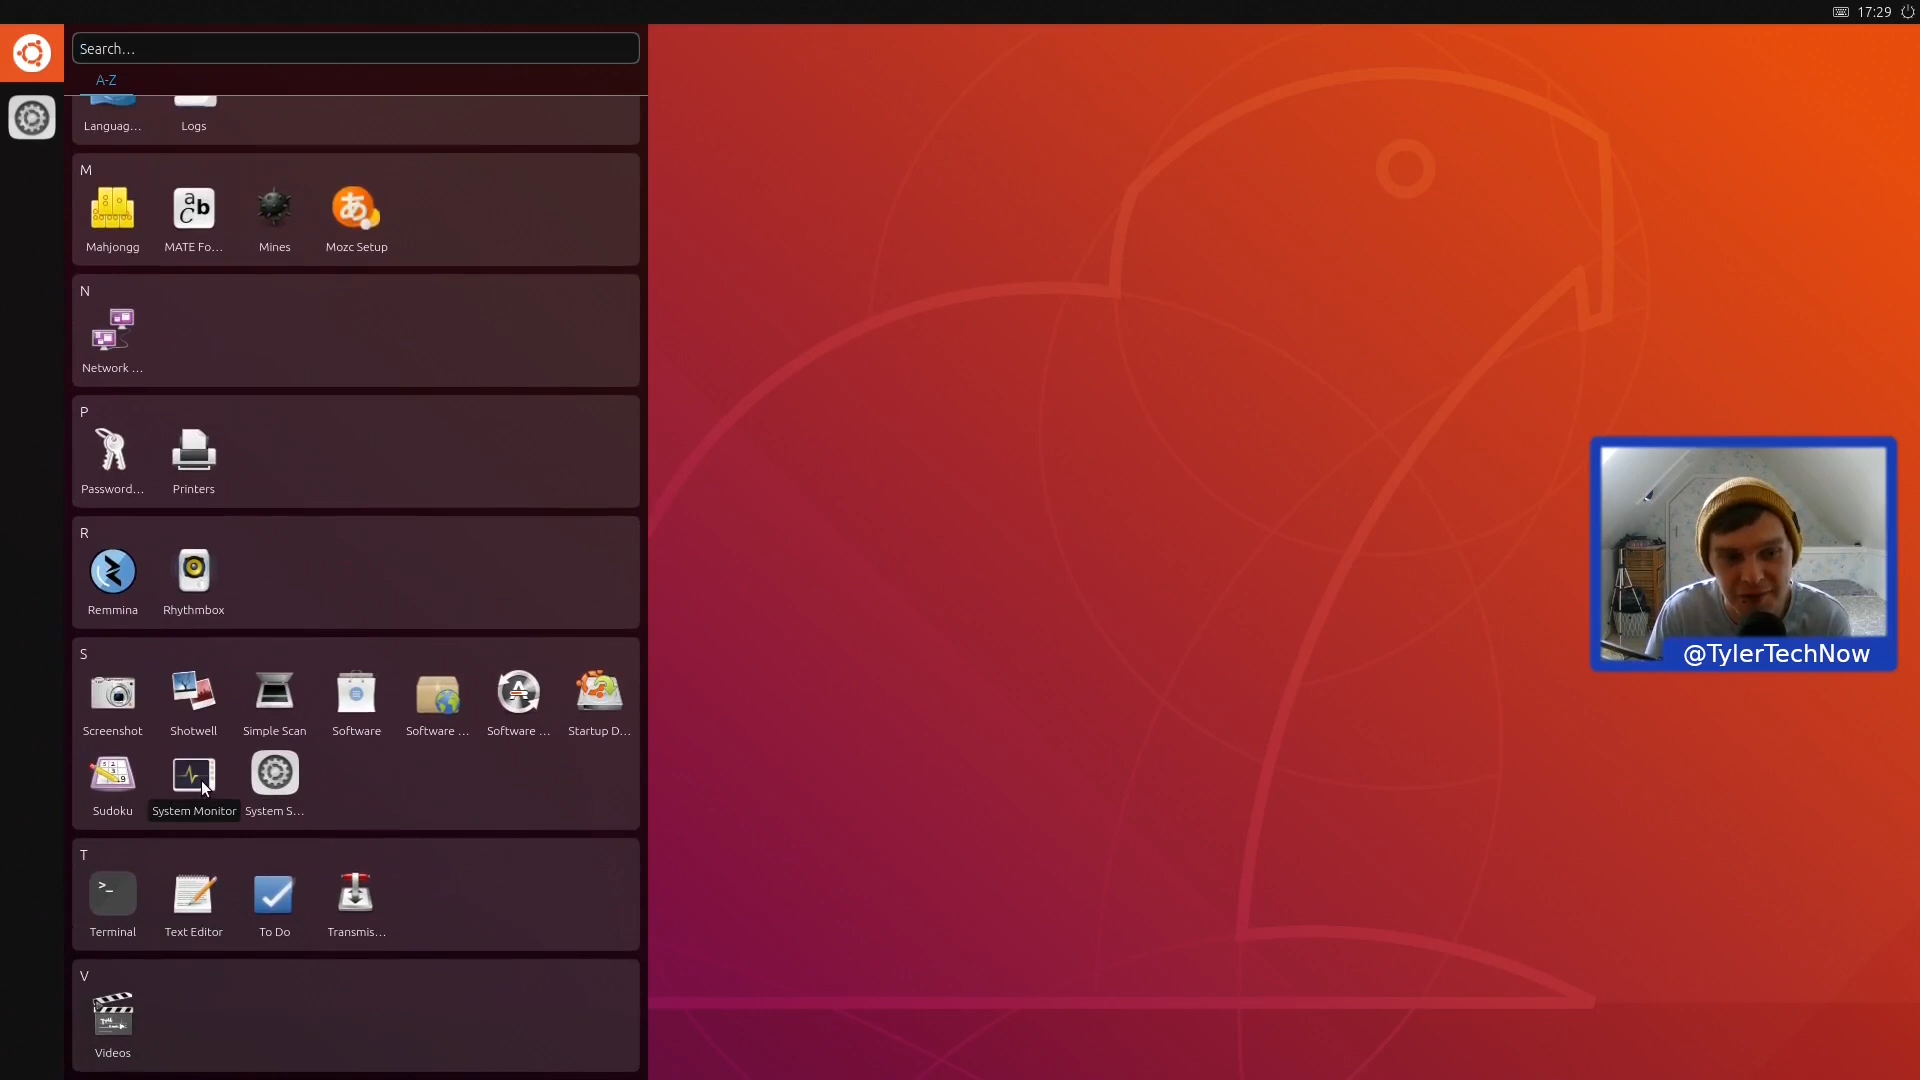 17:29
Search...
A-Z
Languag...
Logs
M
Mahjongg
MATE Fo...
Mines
Mozc Setup
N
Network ...
P
Password...
Printers
R
Remmina
Rhythmbox
S
Screenshot
Shotwell
Simple Scan
Software
Software ...
Software ...
Startup D...
Sudoku
System Monitor
System S...
T
Terminal
Text Editor
To Do
Transmis...
V
Videos
@TylerTechNow